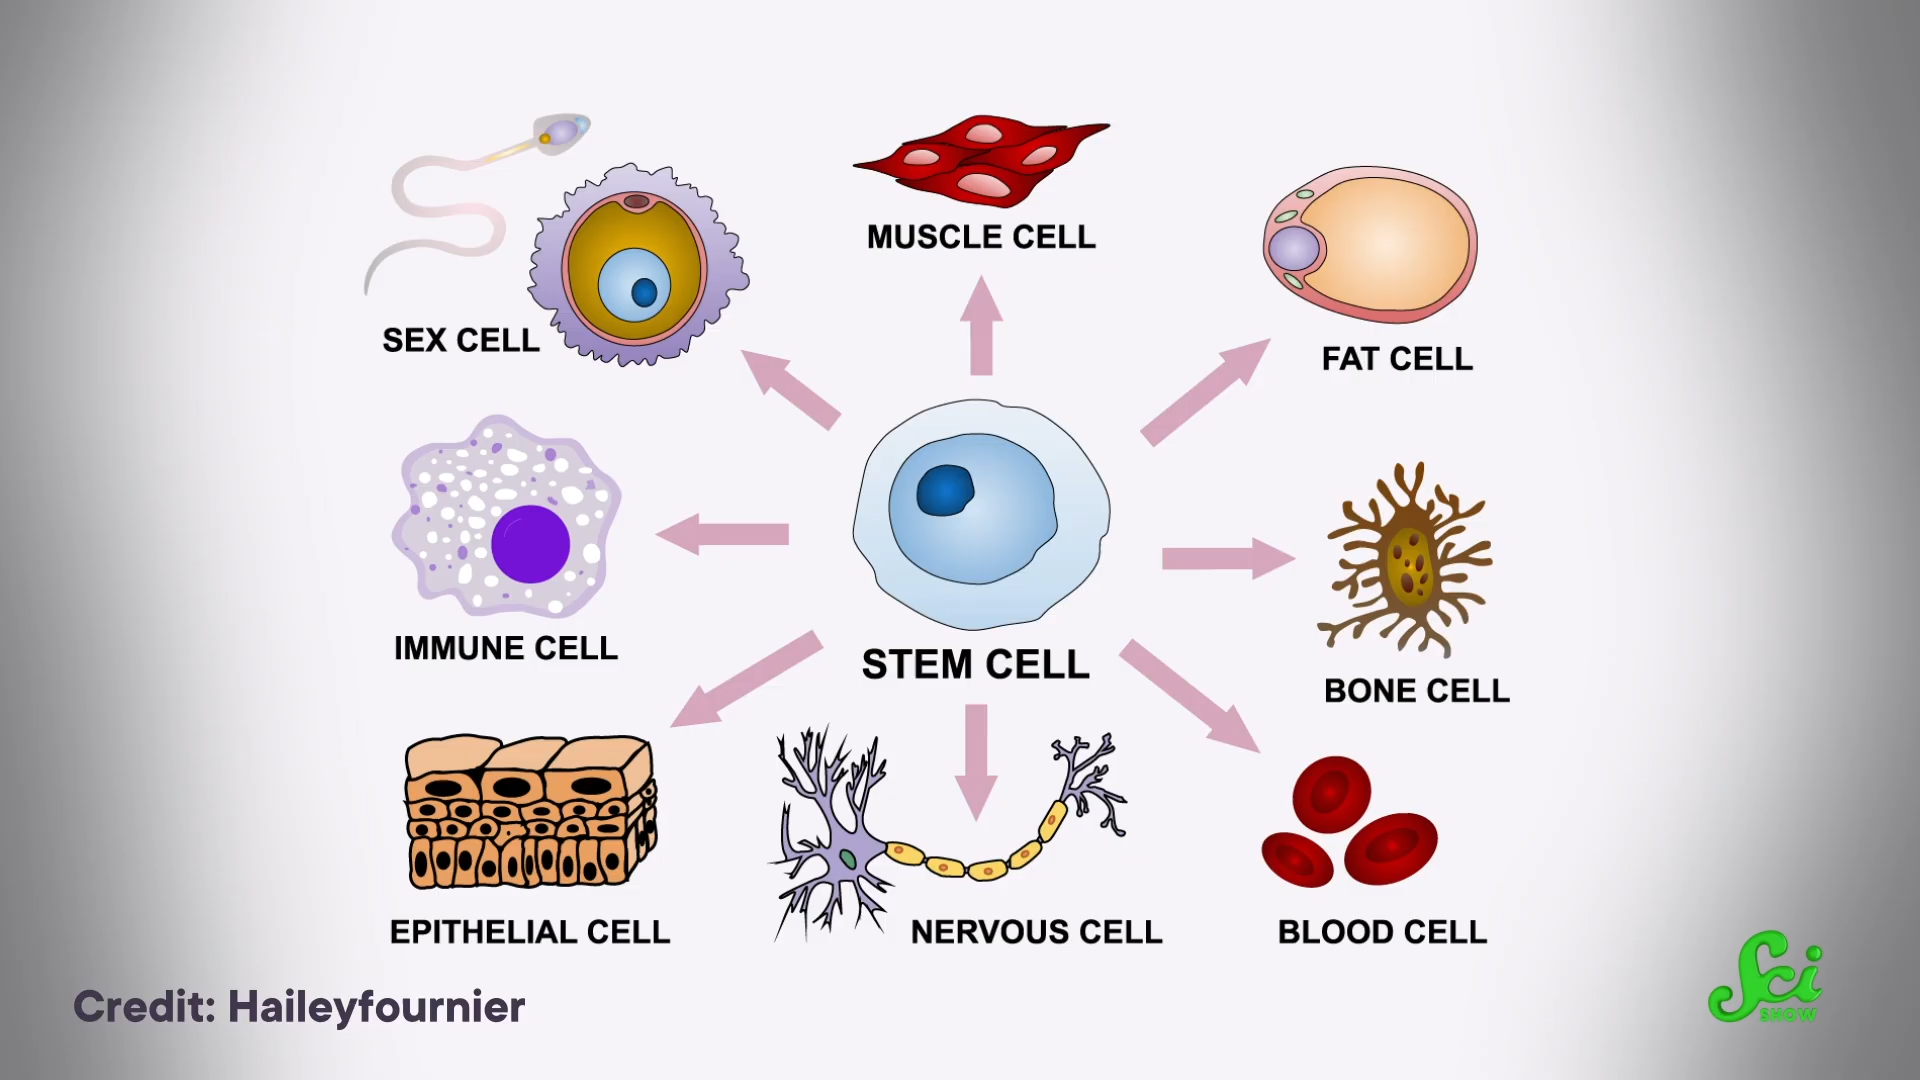 MUSCLE CELL
SEX CELL
FAT CELL
IMMUNE CELL
STEM CELL
BONE CELL
EPITHELIAL CELL
NERVOUS CELL
BLOOD CELL
Credit: Haileyfournier
Sci
SHOW